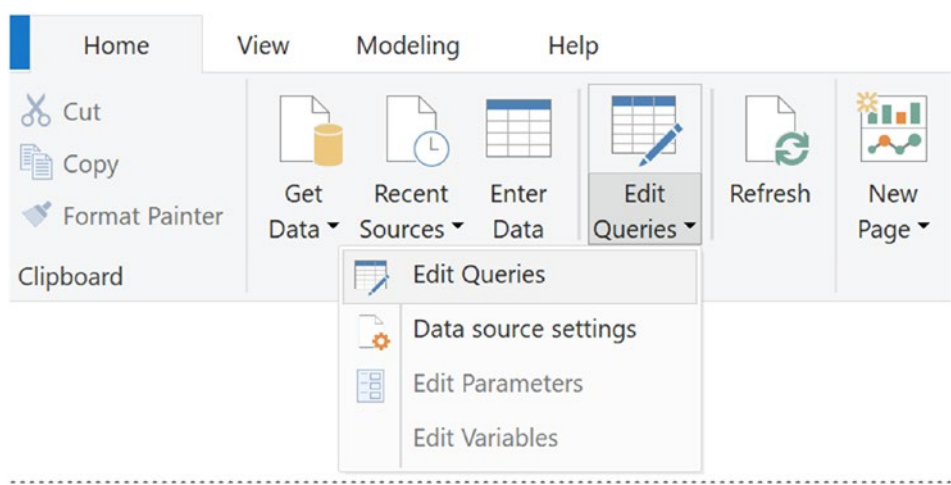 Home View Modeling Help
Cut
Copy
Format Painter
Clipboard
Get
Data
Recent
Sources
Enter
Data
Edit
Queries
Refresh
New
Page
Edit Queries
Data source settings
Edit Parameters
Edit Variables